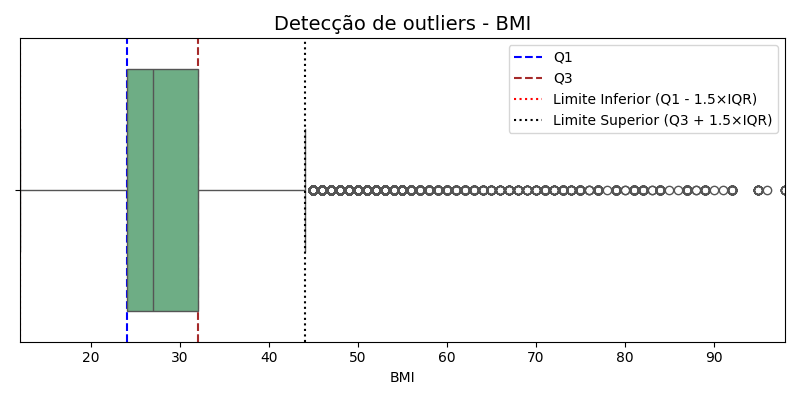 Detecção de outliers - BMI
Q1
Q3
Limite Inferior (Q1 - 1.5×IQR)
Limite Superior (Q3 + 1.5×IQR)
20 30 40 50 60 70 80 90
BMI